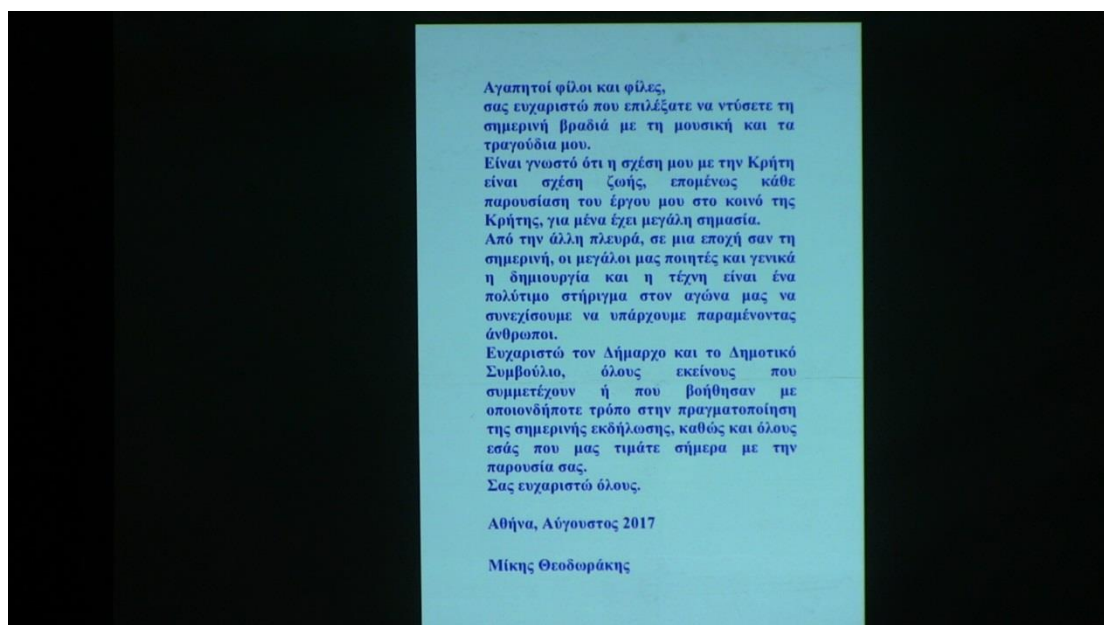 Αγαπητοί φίλοι και φίλες,
σας ευχαριστώ που επιλέξατε να ντύσετε τη
σημερινή βραδιά με τη μουσική και τα
τραγούδια μου.
Είναι γνωστό ότι η σχέση μου με την Κρήτη
είναι σχέση ζωής, επομένως κάθε
παρουσίαση του έργου μου στο κοινό της
Κρήτης, για μένα έχει μεγάλη σημασία.
Από την άλλη πλευρά, σε μια εποχή σαν τη
σημερινή, οι μεγάλοι μας ποιητές και γενικά
η δημιουργία και η τέχνη είναι ένα
πολύτιμο στήριγμα στον αγώνα μας να
συνεχίσουμε να υπάρχουμε παραμένοντας
άνθρωποι.
Ευχαριστώ τον Δήμαρχο και το Δημοτικό
Συμβούλιο, όλους εκείνους που
συμμετέχουν ή που βοήθησαν με
οποιονδήποτε τρόπο στην πραγματοποίηση
της σημερινής εκδήλωσης, καθώς και όλους
εσάς που μας τιμάτε σήμερα με την
παρουσία σας.
Σας ευχαριστώ όλους.
Αθήνα, Αύγουστος 2017
Μίκης Θεοδωράκης